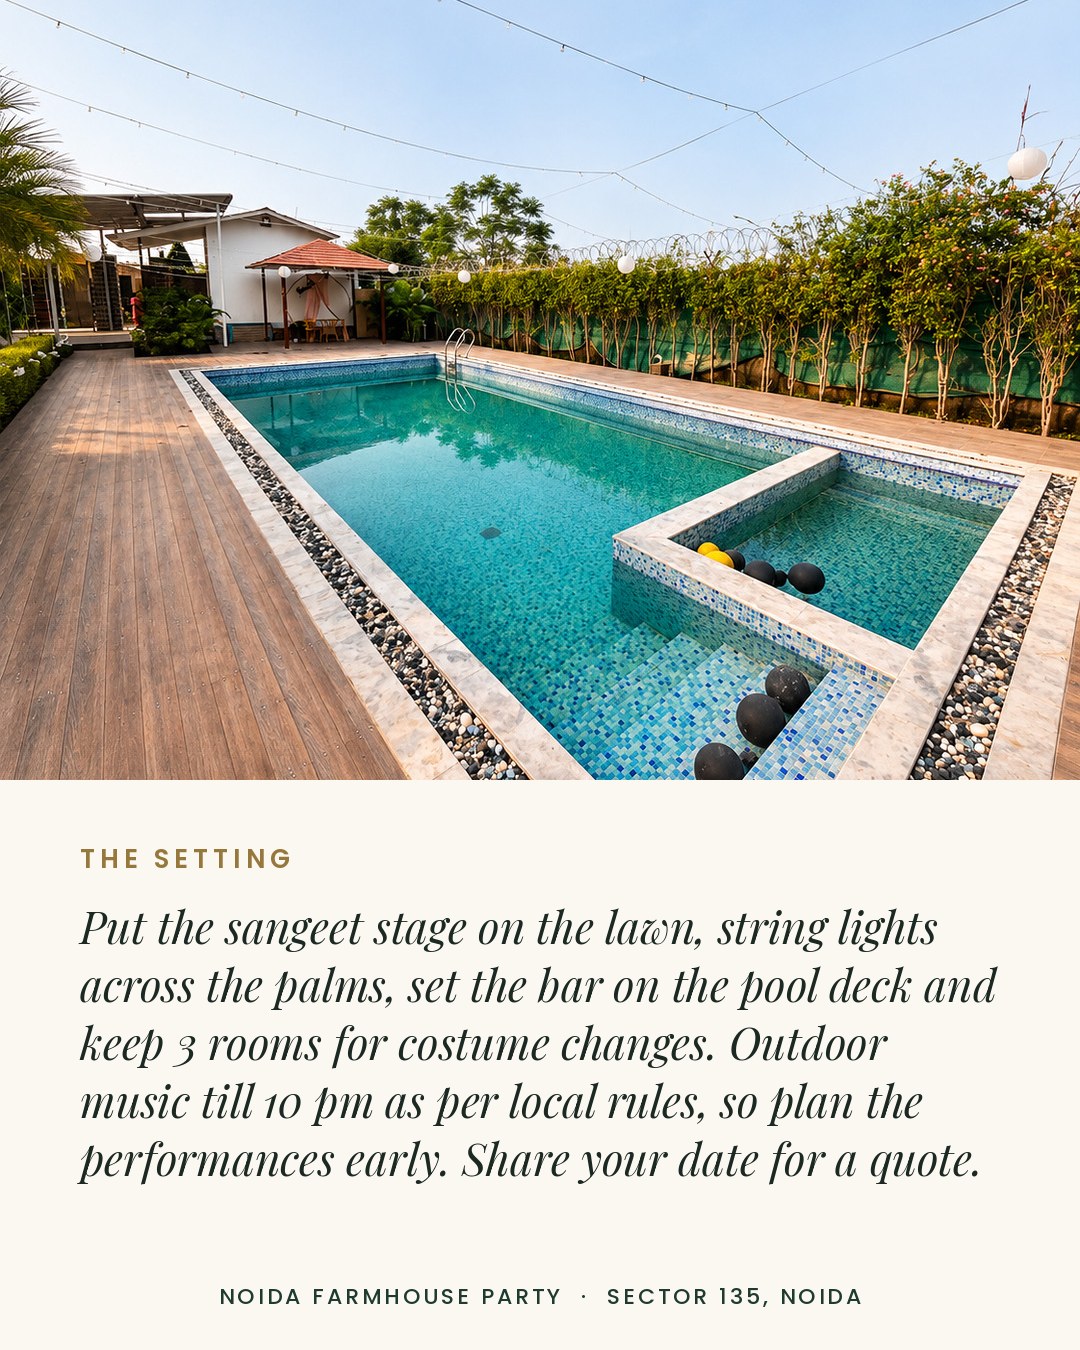 THE SETTING
Put the sangeet stage on the lawn, string lights
across the palms, set the bar on the pool deck and
keep 3 rooms for costume changes. Outdoor
music till 10 pm as per local rules, so plan the
performances early. Share your date for a quote.
NOIDA FARMHOUSE PARTY · SECTOR 135, NOIDA